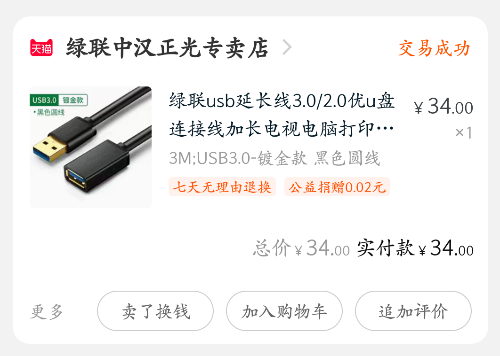 天猫 绿联中汉正光专卖店 交易成功
USB3.0 镀金款
黑色圆线
绿联usb延长线3.0/2.0优u盘 ¥34.00
连接线加长电视电脑打印… ×1
3M;USB3.0-镀金款 黑色圆线
七天无理由退换 公益捐赠0.02元
总价¥34.00 实付款¥34.00
更多 卖了换钱 加入购物车 追加评价